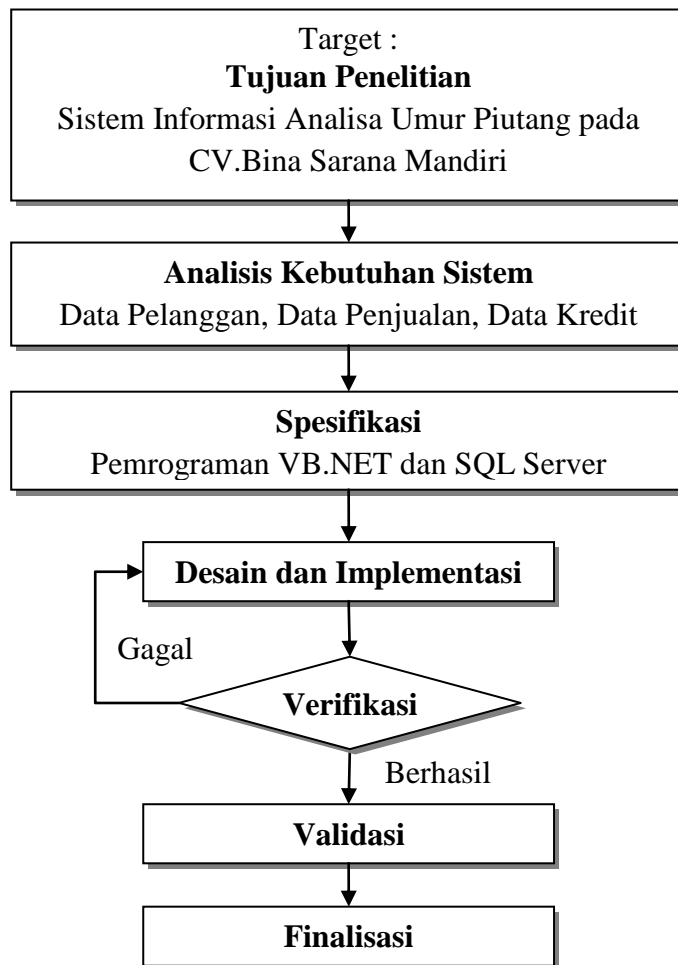 Target :
Tujuan Penelitian
Sistem Informasi Analisa Umur Piutang pada
CV.Bina Sarana Mandiri
Analisis Kebutuhan Sistem
Data Pelanggan, Data Penjualan, Data Kredit
Spesifikasi
Pemrograman VB.NET dan SQL Server
Desain dan Implementasi
Gagal
Verifikasi
Berhasil
Validasi
Finalisasi